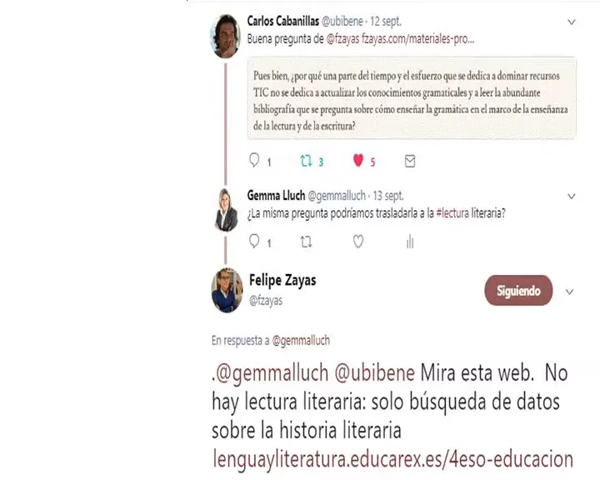 Carlos Cabanillas @ubibene · 12 sept.
Buena pregunta de @fzayas fzayas.com/materiales-pro...
Pues bien, ¿por qué una parte del tiempo y el esfuerzo que se dedica a dominar recursos
TIC no se dedica a actualizar los conocimientos gramaticales y a leer la abundante
bibliografía que se pregunta sobre cómo enseñar la gramática en el marco de la enseñanza
de la lectura y de la escritura?
1 3 5
Gemma Lluch @gemmalluch · 13 sept.
¿La misma pregunta podríamos trasladarla a la #lectura literaria?
1
Felipe Zayas
@fzayas
Siguiendo
En respuesta a @gemmalluch
.@gemmalluch @ubibene Mira esta web. No
hay lectura literaria: solo búsqueda de datos
sobre la historia literaria
lenguayliteratura.educarex.es/4eso-educacion